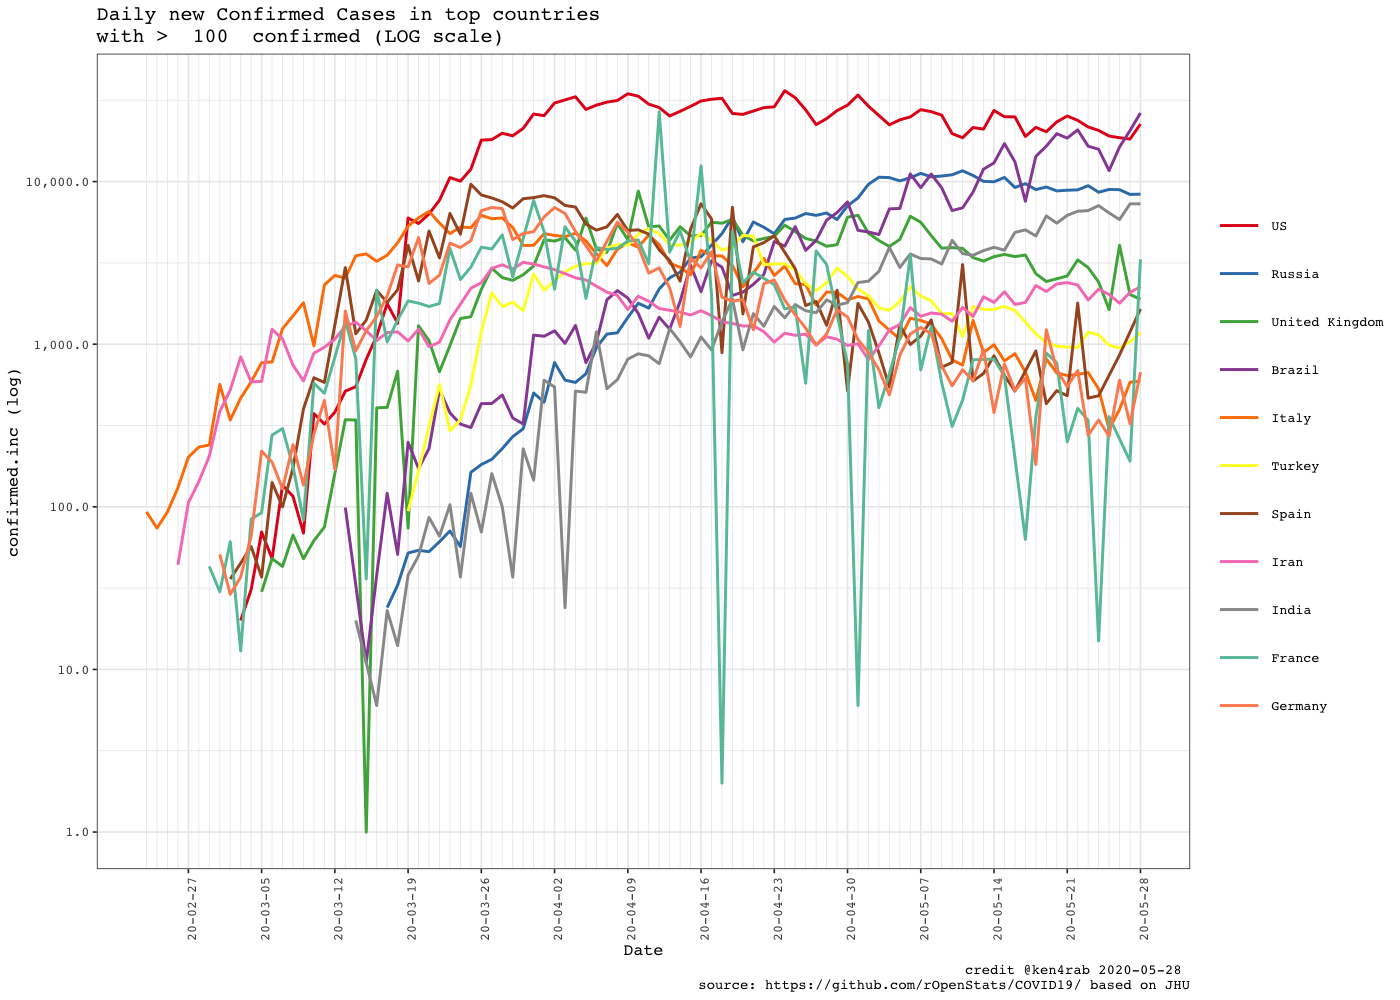 Daily new Confirmed Cases in top countries
with >  100  confirmed (LOG scale)
confirmed.inc (log)
10,000.0
1,000.0
100.0
10.0
1.0
20-02-27
20-03-05
20-03-12
20-03-19
20-03-26
20-04-02
20-04-09
20-04-16
20-04-23
20-04-30
20-05-07
20-05-14
20-05-21
20-05-28
Date
US
Russia
United Kingdom
Brazil
Italy
Turkey
Spain
Iran
India
France
Germany
credit @ken4rab 2020-05-28
source: https://github.com/rOpenStats/COVID19/ based on JHU